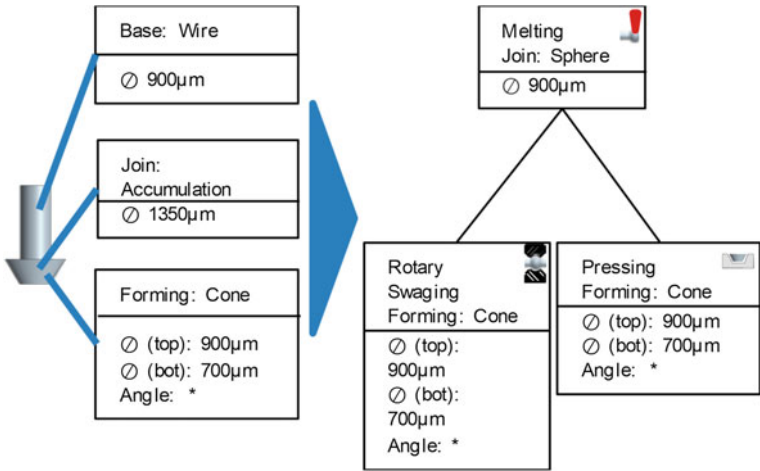 Base: Wire
∅ 900µm
Join:
Accumulation
∅ 1350µm
Forming: Cone
∅ (top): 900µm
∅ (bot): 700µm
Angle: *
Melting
Join: Sphere
∅ 900µm
Rotary
Swaging
Forming: Cone
∅ (top):
900µm
∅ (bot):
700µm
Angle: *
Pressing
Forming: Cone
∅ (top): 900µm
∅ (bot): 700µm
Angle: *